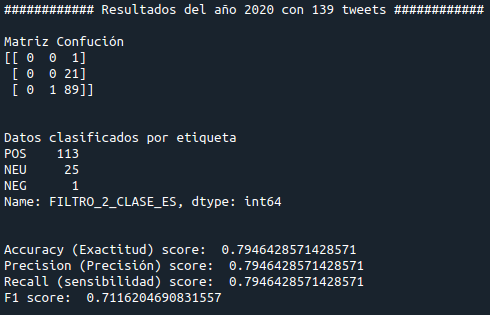 ############ Resultados del año 2020 con 139 tweets ############
Matriz Confución
[[ 0  0  1]
 [ 0  0 21]
 [ 0  1 89]]
Datos clasificados por etiqueta
POS    113
NEU     25
NEG      1
Name: FILTRO_2_CLASE_ES, dtype: int64
Accuracy (Exactitud) score:  0.7946428571428571
Precision (Precisión) score:  0.7946428571428571
Recall (sensibilidad) score:  0.7946428571428571
F1 score:  0.7116204690831557